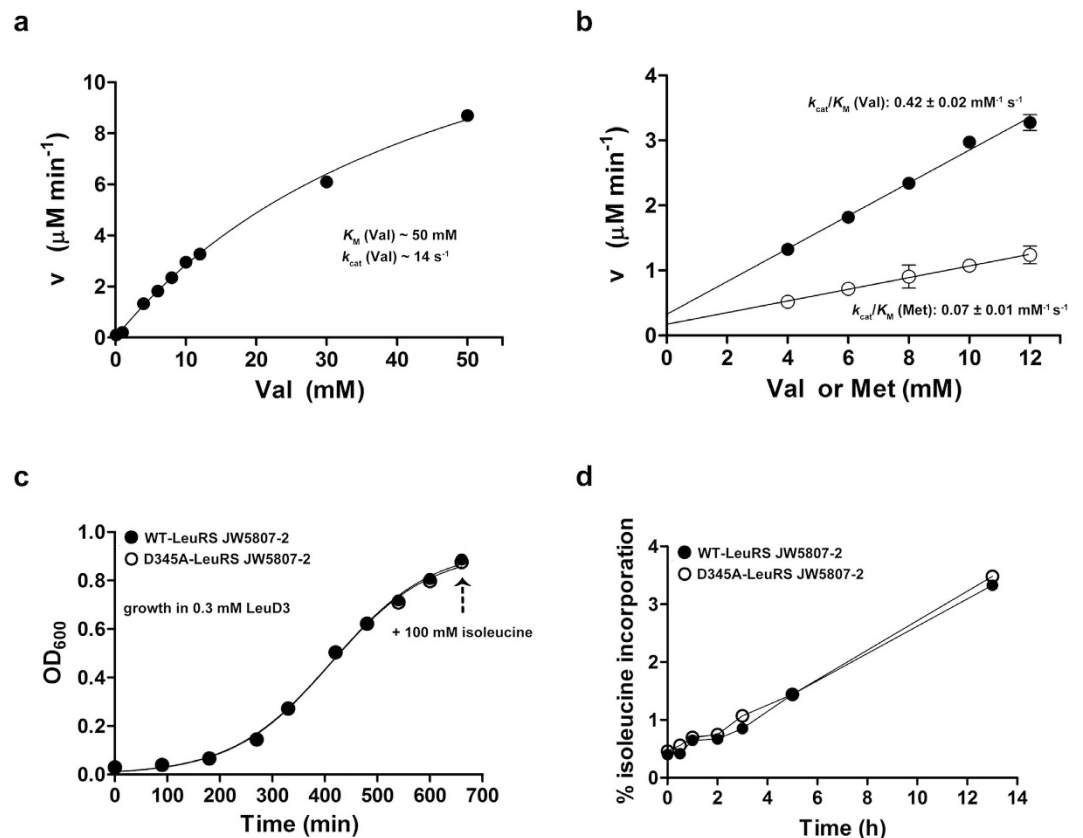 a
v (µM min⁻¹)
10
8
6
4
2
0
K_M (Val) ~ 50 mM
k_cat (Val) ~ 14 s⁻¹
0 10 20 30 40 50
Val (mM)
b
v (µM min⁻¹)
4
3
2
1
0
k_cat/K_M (Val): 0.42 ± 0.02 mM⁻¹ s⁻¹
k_cat/K_M (Met): 0.07 ± 0.01 mM⁻¹ s⁻¹
0 2 4 6 8 10 12
Val or Met (mM)
c
OD₆₀₀
1.0
0.8
0.6
0.4
0.2
0.0
WT-LeuRS JW5807-2
D345A-LeuRS JW5807-2
growth in 0.3 mM LeuD3
+ 100 mM isoleucine
0 100 200 300 400 500 600 700
Time (min)
d
% isoleucine incorporation
4
3
2
1
0
WT-LeuRS JW5807-2
D345A-LeuRS JW5807-2
0 2 4 6 8 10 12 14
Time (h)